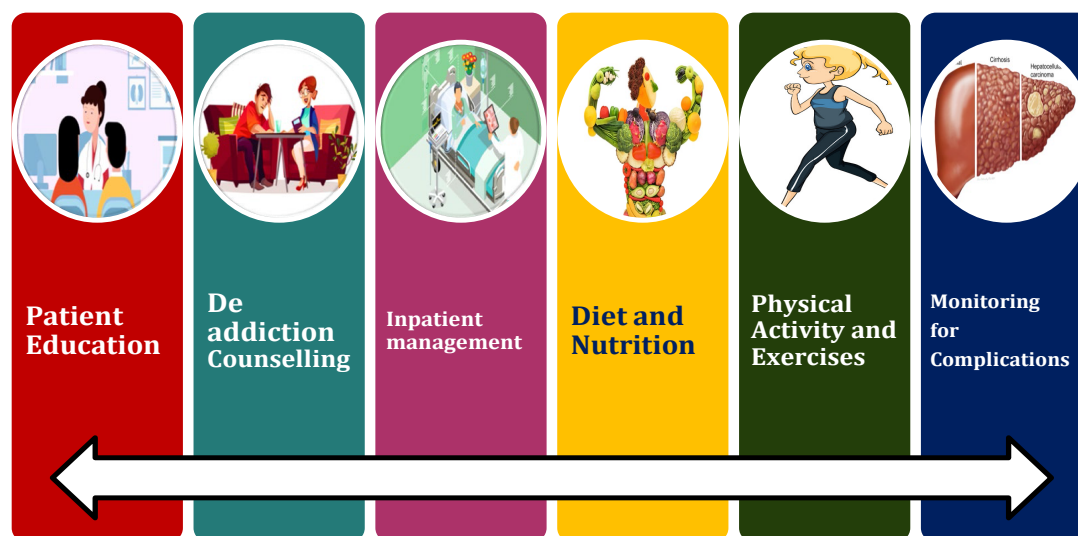 Patient
Education
De
addiction
Counselling
Inpatient
management
Diet and
Nutrition
Physical
Activity and
Exercises
Cirrhosis
Monitoring
for
Complications